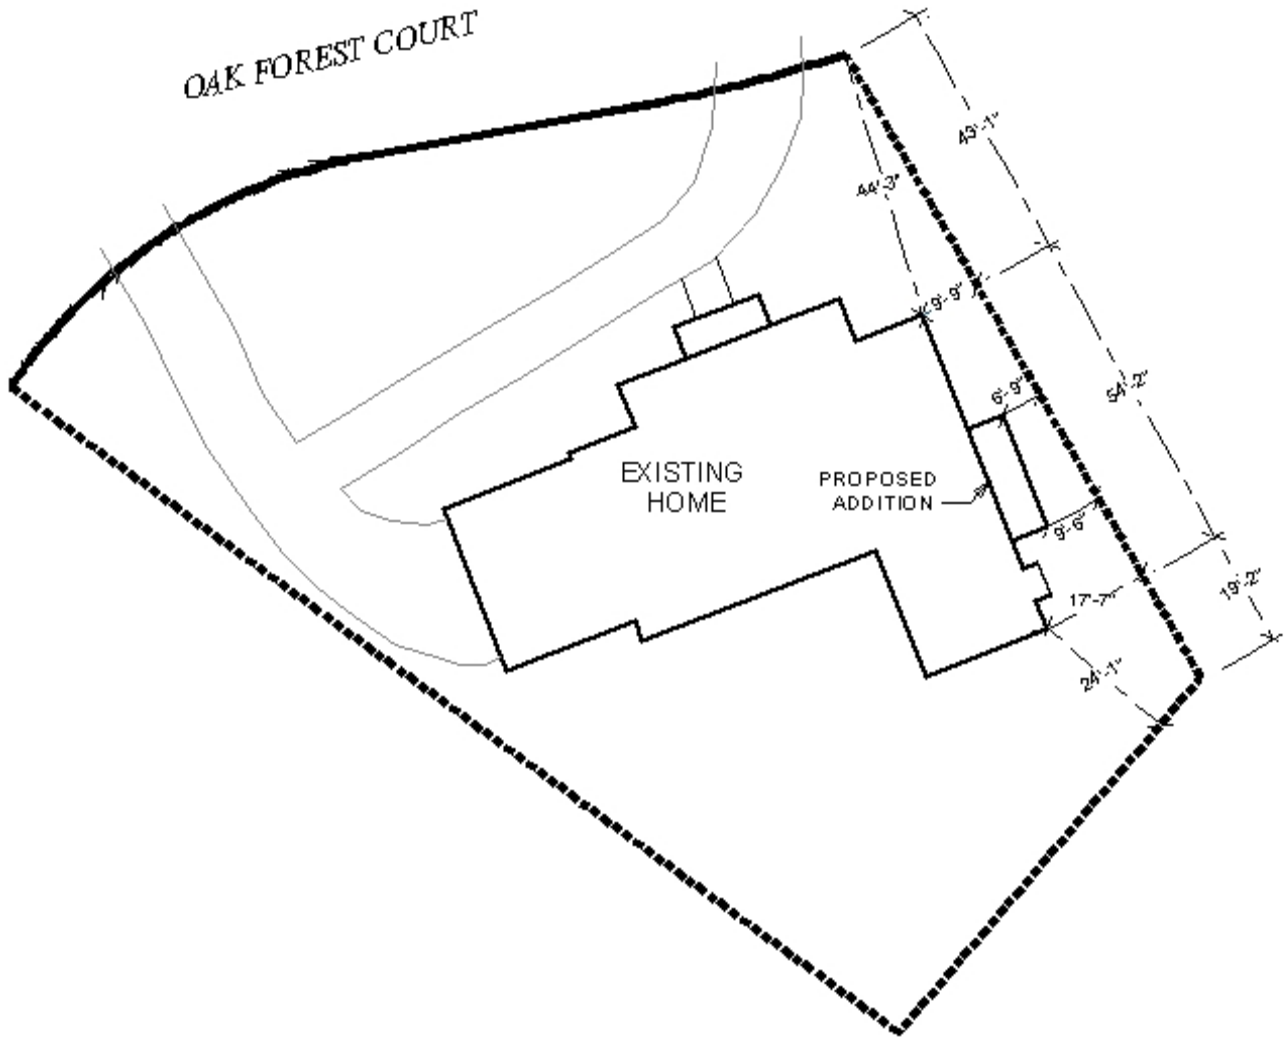 OAK FOREST COURT
43'-1"
44'-3"
9'-9"
54'-2"
6'-9"
EXISTING
HOME
PROPOSED
ADDITION
9'-6"
19'-2"
17'-7"
24'-1"